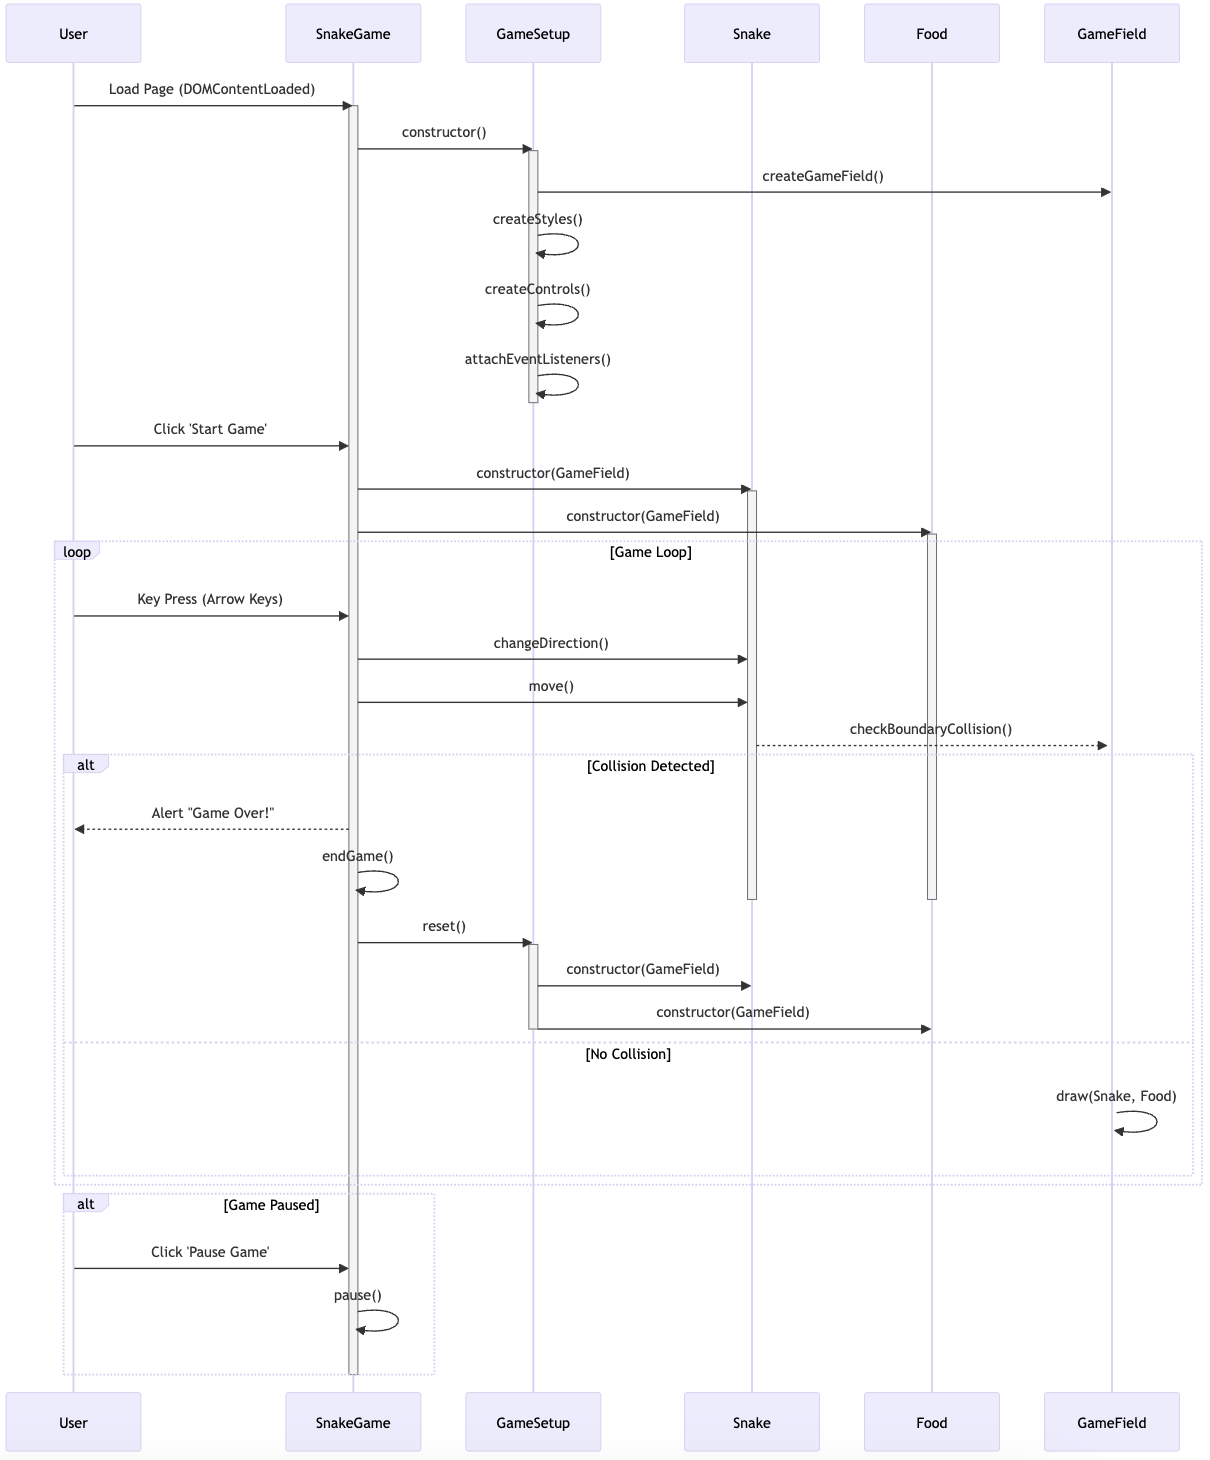 User
SnakeGame
GameSetup
Snake
Food
GameField
Load Page (DOMContentLoaded)
constructor()
createGameField()
createStyles()
createControls()
attachEventListeners()
Click 'Start Game'
constructor(GameField)
constructor(GameField)
loop
[Game Loop]
Key Press (Arrow Keys)
changeDirection()
move()
checkBoundaryCollision()
alt
[Collision Detected]
Alert "Game Over!"
endGame()
reset()
constructor(GameField)
constructor(GameField)
[No Collision]
draw(Snake, Food)
alt
[Game Paused]
Click 'Pause Game'
pause()
User
SnakeGame
GameSetup
Snake
Food
GameField